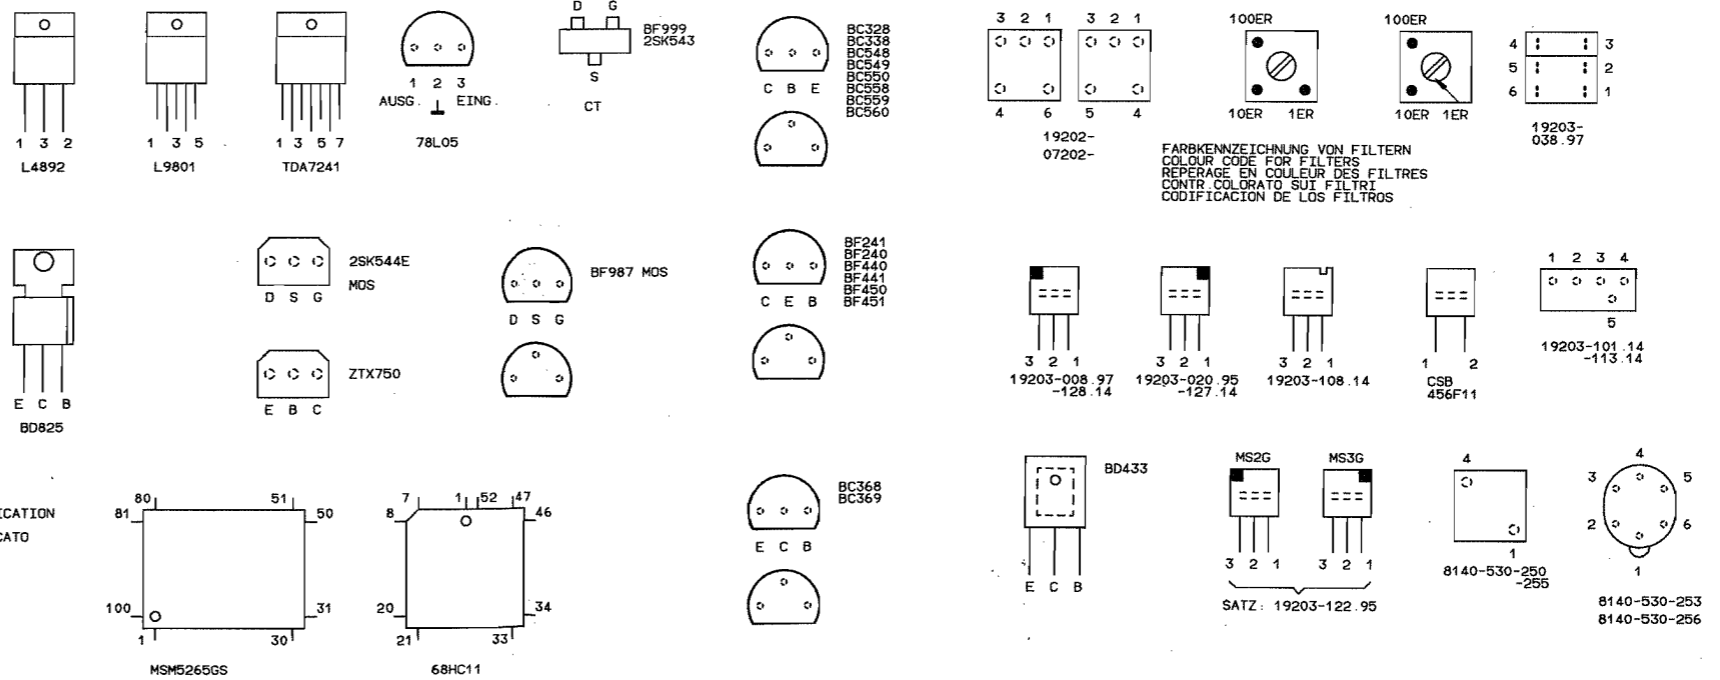 1 3 2
L4892
1 3 5
L9801
1 3 5 7
TDA7241
1 2 3
AUSG. EING.
78L05
D G
S
CT
BF999
2SK543
C B E
BC328
BC338
BC548
BC549
BC550
BC558
BC559
BC560
3 2 1
4 6
3 2 1
5 4
19202-
07202-
100ER
10ER 1ER
100ER
10ER 1ER
4 3
5 2
6 1
19203-
038.97
FARBKENNZEICHNUNG VON FILTERN
COLOUR CODE FOR FILTERS
REPERAGE EN COULEUR DES FILTRES
CONTR.COLORATO SUI FILTRI
CODIFICACION DE LOS FILTROS
E C B
BD825
D S G
2SK544E
MOS
E B C
ZTX750
D S G
BF987 MOS
C E B
BF241
BF240
BF440
BF441
BF450
BF451
3 2 1
19203-008.97
-128.14
3 2 1
19203-020.95
-127.14
3 2 1
19203-108.14
1 2
CSB
456F11
1 2 3 4
5
19203-101.14
-113.14
ICATION
CATO
80 51
81 50
100 31
1 30
MSM5265GS
7 1 52 47
8 46
20 34
21 33
68HC11
E C B
BC368
BC369
E C B
BD433
MS2G MS3G
3 2 1 3 2 1
SATZ: 19203-122.95
4
1
8140-530-250
-255
4
3 5
2 6
1
8140-530-253
8140-530-256